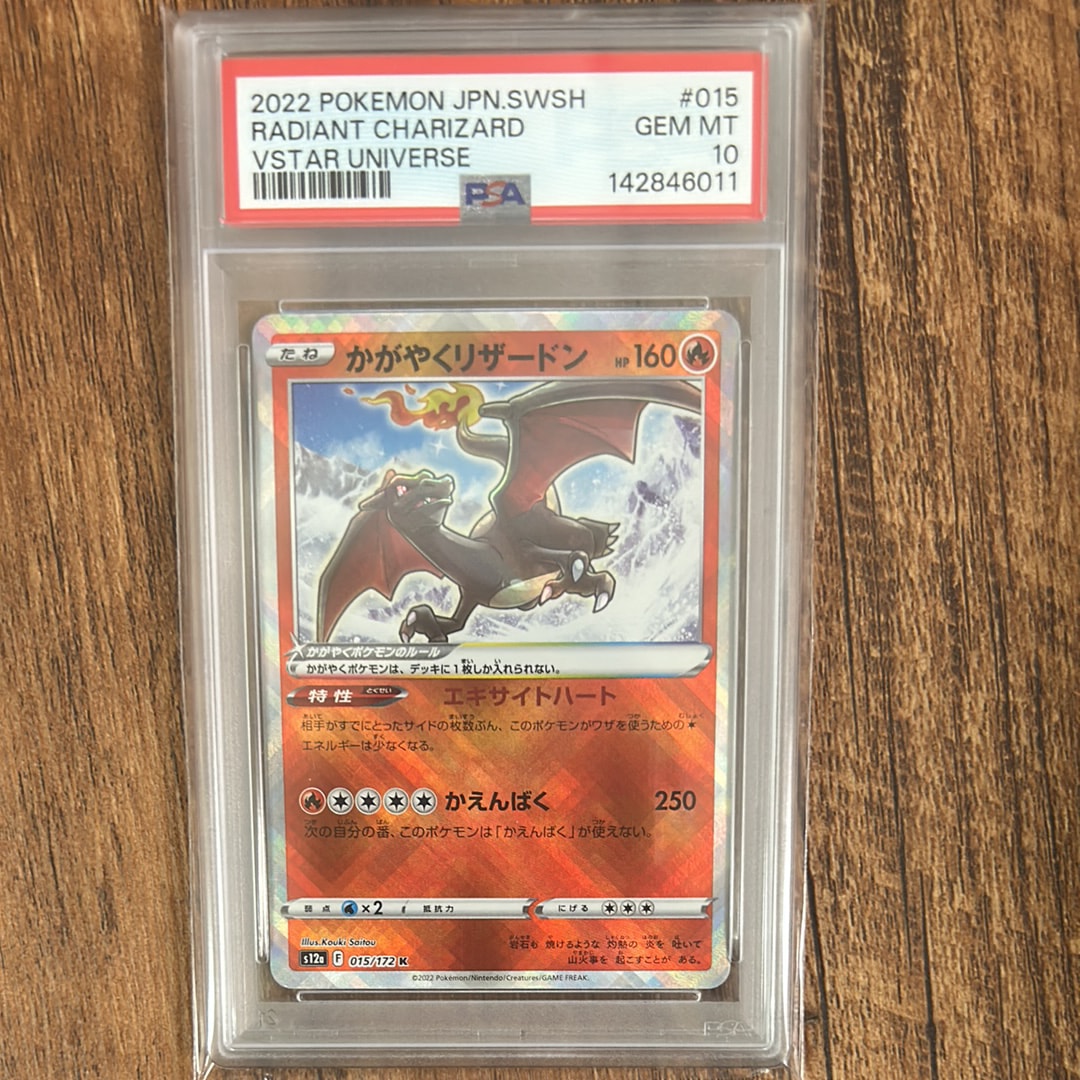 2022 POKEMON JPN.SWSH #015
RADIANT CHARIZARD GEM MT
VSTAR UNIVERSE 10
PSA 142846011
たね かがやくリザードン HP 160
かがやくポケモンのルール
かがやくポケモンは、デッキに1枚しか入れられない。
特性 とくせい エキサイトハート
相手がすでにとったサイドの枚数ぶん、このポケモンがワザを使うための
エネルギーは少なくなる。
かえんばく 250
次の自分の番、このポケモンは「かえんばく」が使えない。
弱点 ×2 抵抗力 にげる
Illus.Kouki Saitou
岩石も 焼けるような 灼熱の 炎を 吐いて
山火事を 起こすことが ある。
s12a F 015/172 K
©2022 Pokémon/Nintendo/Creatures/GAME FREAK.
PSA